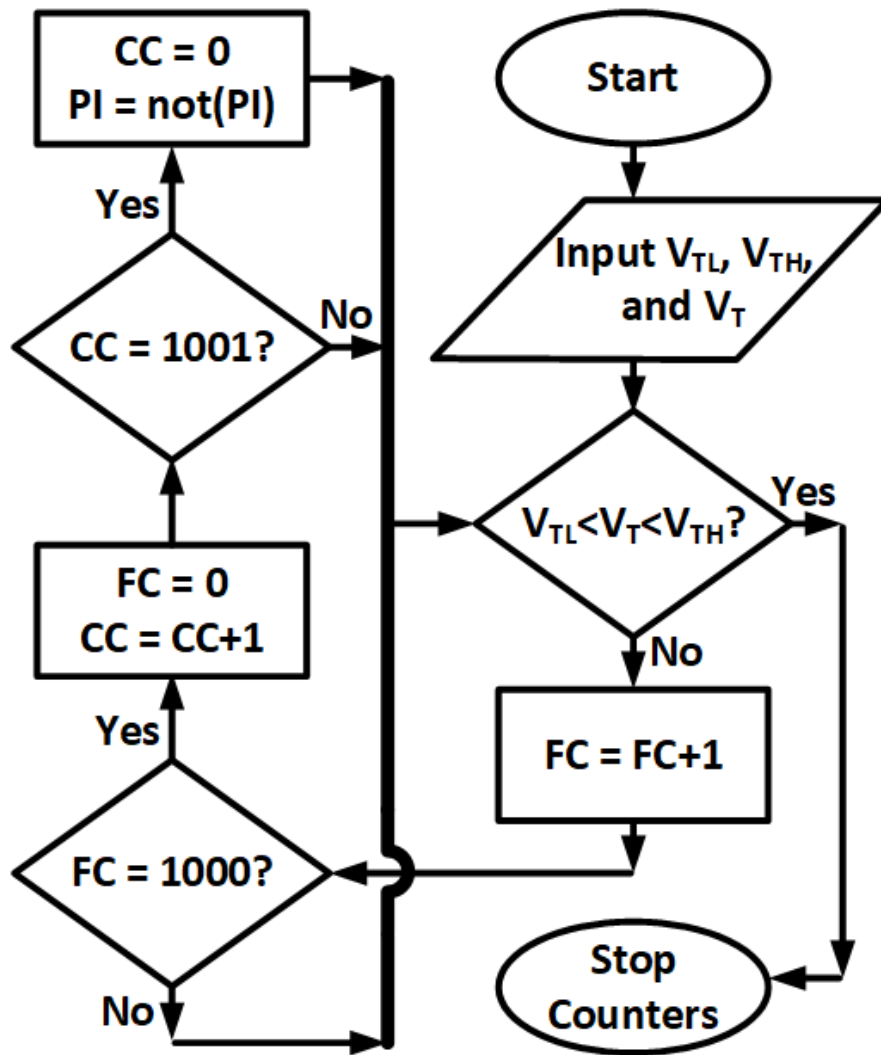 Start
Input V_TL, V_TH,
and V_T
V_TL<V_T<V_TH?
Yes
No
FC = FC+1
Stop
Counters
FC = 1000?
No
Yes
FC = 0
CC = CC+1
CC = 1001?
No
Yes
CC = 0
PI = not(PI)